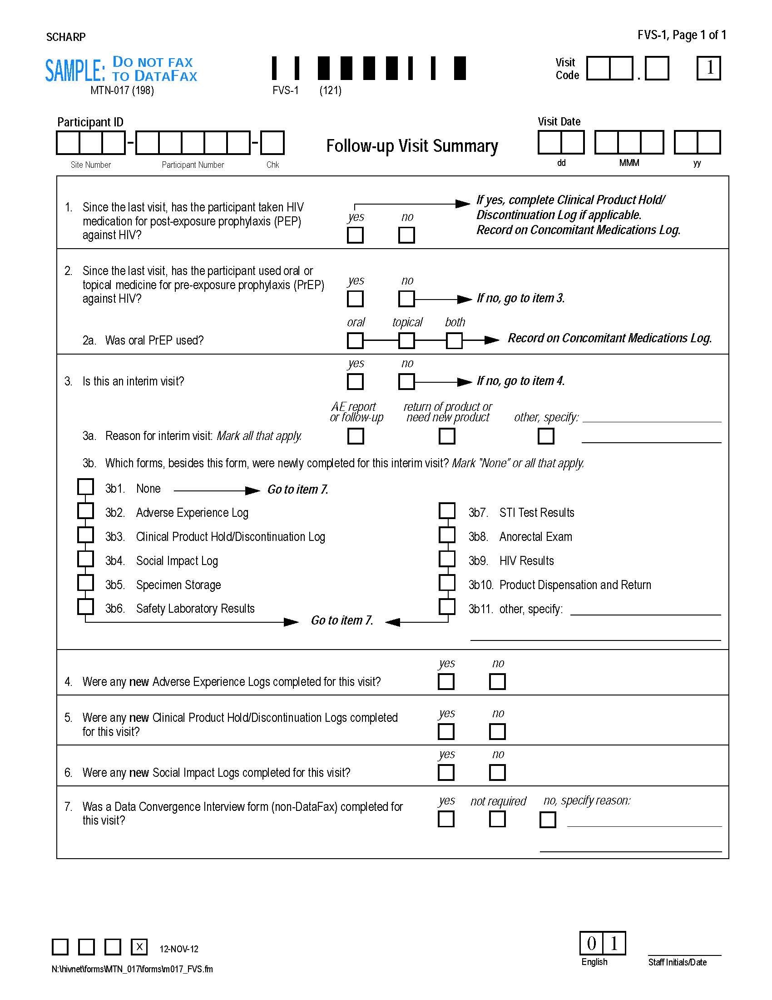 SCHARP
FVS-1, Page 1 of 1
SAMPLE: DO NOT FAX
TO DATAFAX
MTN-017 (198)
FVS-1 (121)
Visit
Code
. 1
Participant ID
Visit Date
Site Number Participant Number Chk
Follow-up Visit Summary
dd MMM yy
1. Since the last visit, has the participant taken HIV
medication for post-exposure prophylaxis (PEP)
against HIV?
yes no
If yes, complete Clinical Product Hold/
Discontinuation Log if applicable.
Record on Concomitant Medications Log.
2. Since the last visit, has the participant used oral or
topical medicine for pre-exposure prophylaxis (PrEP)
against HIV?
yes no
If no, go to item 3.
oral topical both
2a. Was oral PrEP used?
Record on Concomitant Medications Log.
yes no
3. Is this an interim visit?
If no, go to item 4.
AE report
or follow-up
return of product or
need new product
other, specify:
3a. Reason for interim visit: Mark all that apply.
3b. Which forms, besides this form, were newly completed for this interim visit? Mark "None” or all that apply.
3b1. None Go to item 7.
3b2. Adverse Experience Log
3b3. Clinical Product Hold/Discontinuation Log
3b4. Social Impact Log
3b5. Specimen Storage
3b6. Safety Laboratory Results
3b7. STI Test Results
3b8. Anorectal Exam
3b9. HIV Results
3b10. Product Dispensation and Return
3b11. other, specify:
Go to item 7.
yes no
4. Were any new Adverse Experience Logs completed for this visit?
yes no
5. Were any new Clinical Product Hold/Discontinuation Logs completed
for this visit?
yes no
6. Were any new Social Impact Logs completed for this visit?
yes not required no, specify reason:
7. Was a Data Convergence Interview form (non-DataFax) completed for
this visit?
X 12-NOV-12
N:\hivnet\forms\MTN_017\forms\m017_FVS.fm
0 1
English
Staff Initials/Date